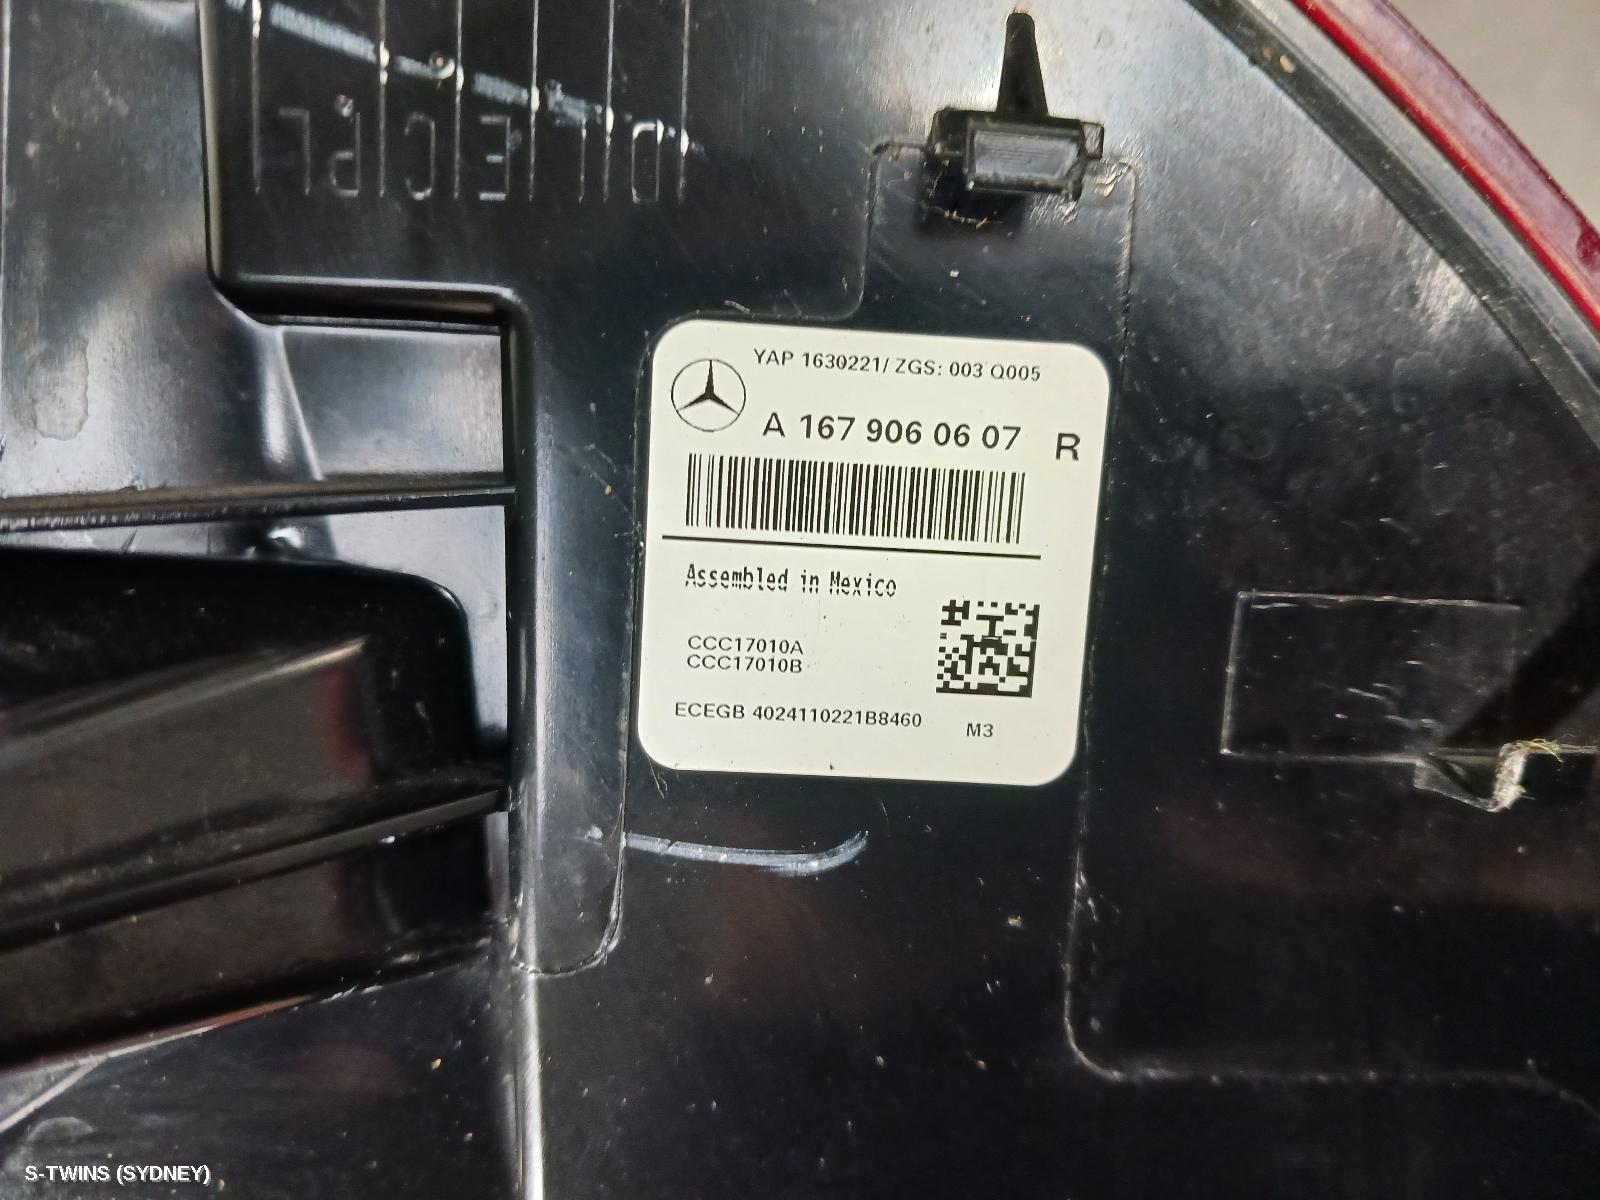 YAP 1630221/ ZGS: 003 Q005
A 167 906 06 07 R
Assembled in Mexico
CCC17010A
CCC17010B
ECEGB 4024110221B8460 M3
S-TWINS (SYDNEY)